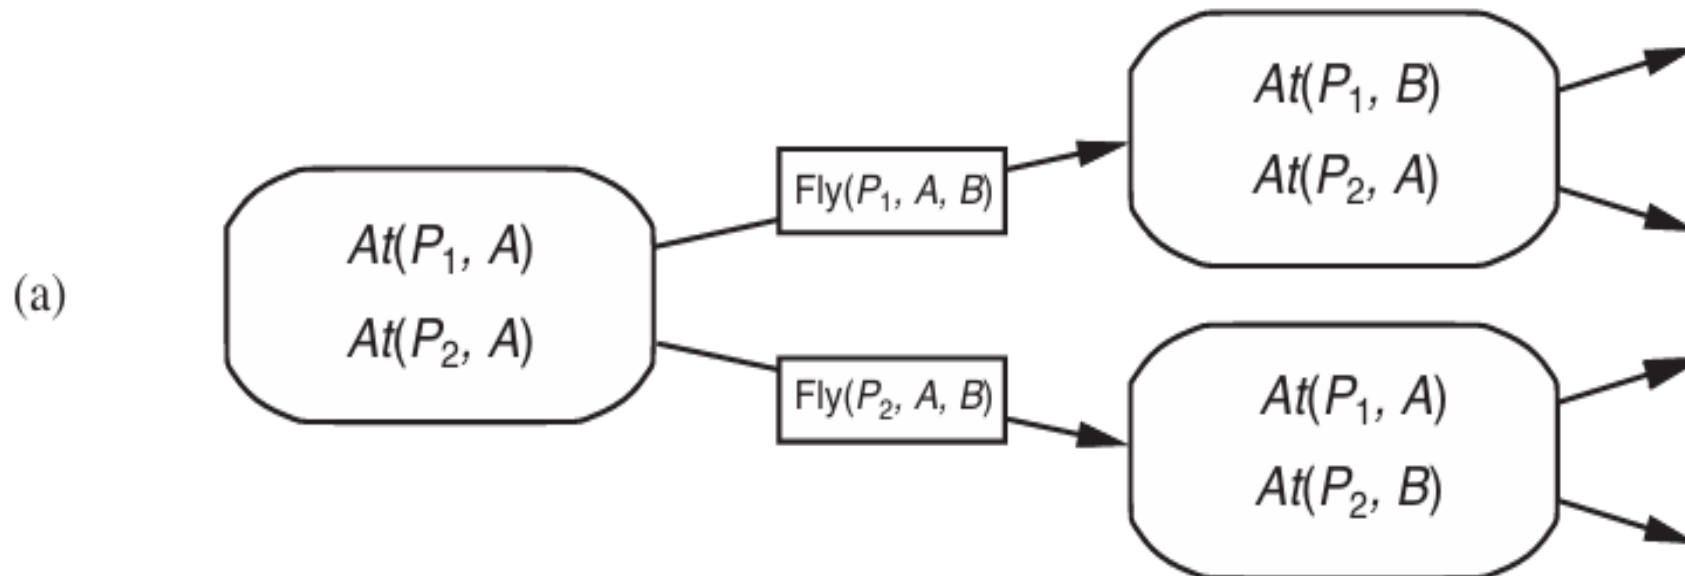 (a)
At(P₁, A)
At(P₂, A)
Fly(P₁, A, B)
Fly(P₂, A, B)
At(P₁, B)
At(P₂, A)
At(P₁, A)
At(P₂, B)